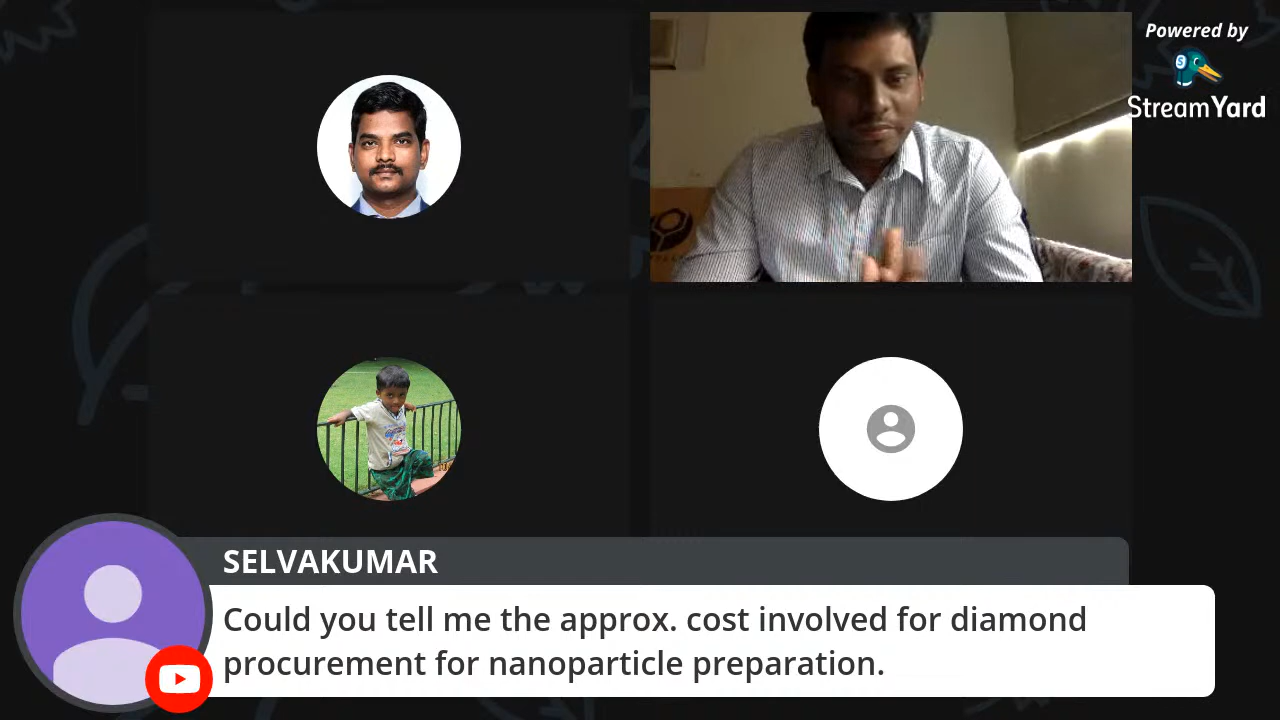 Powered by
StreamYard
SELVAKUMAR
Could you tell me the approx. cost involved for diamond
procurement for nanoparticle preparation.